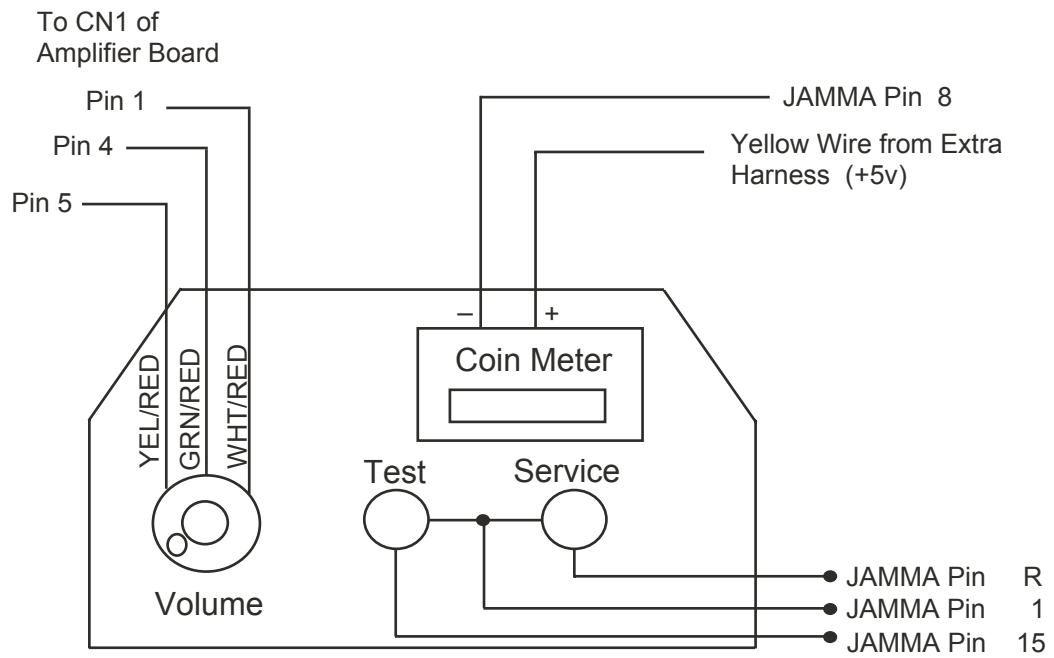 To CN1 of
Amplifier Board
Pin 1
Pin 4
Pin 5
JAMMA Pin 8
Yellow Wire from Extra
Harness (+5v)
– +
Coin Meter
YEL/RED
GRN/RED
WHT/RED
Test
Service
Volume
JAMMA Pin R
JAMMA Pin 1
JAMMA Pin 15